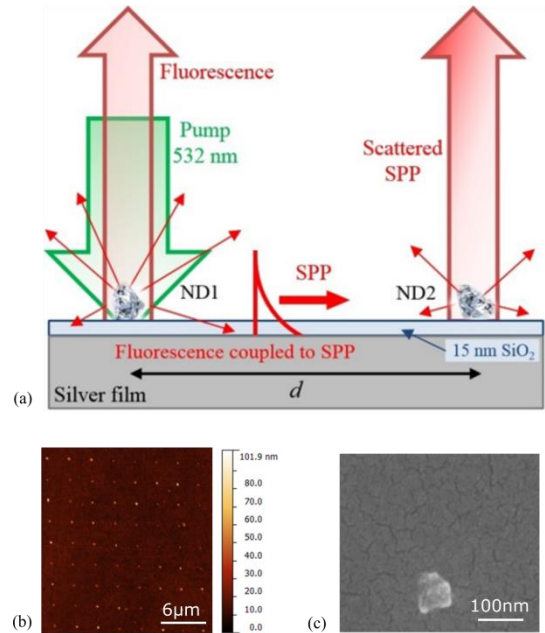 Fluorescence
Pump
532 nm
Scattered
SPP
SPP
ND1
ND2
Fluorescence coupled to SPP
15 nm SiO₂
(a)
Silver film
d
101.9 nm
80.0
70.0
60.0
50.0
40.0
30.0
20.0
10.0
0.0
(b)
6μm
(c)
100nm